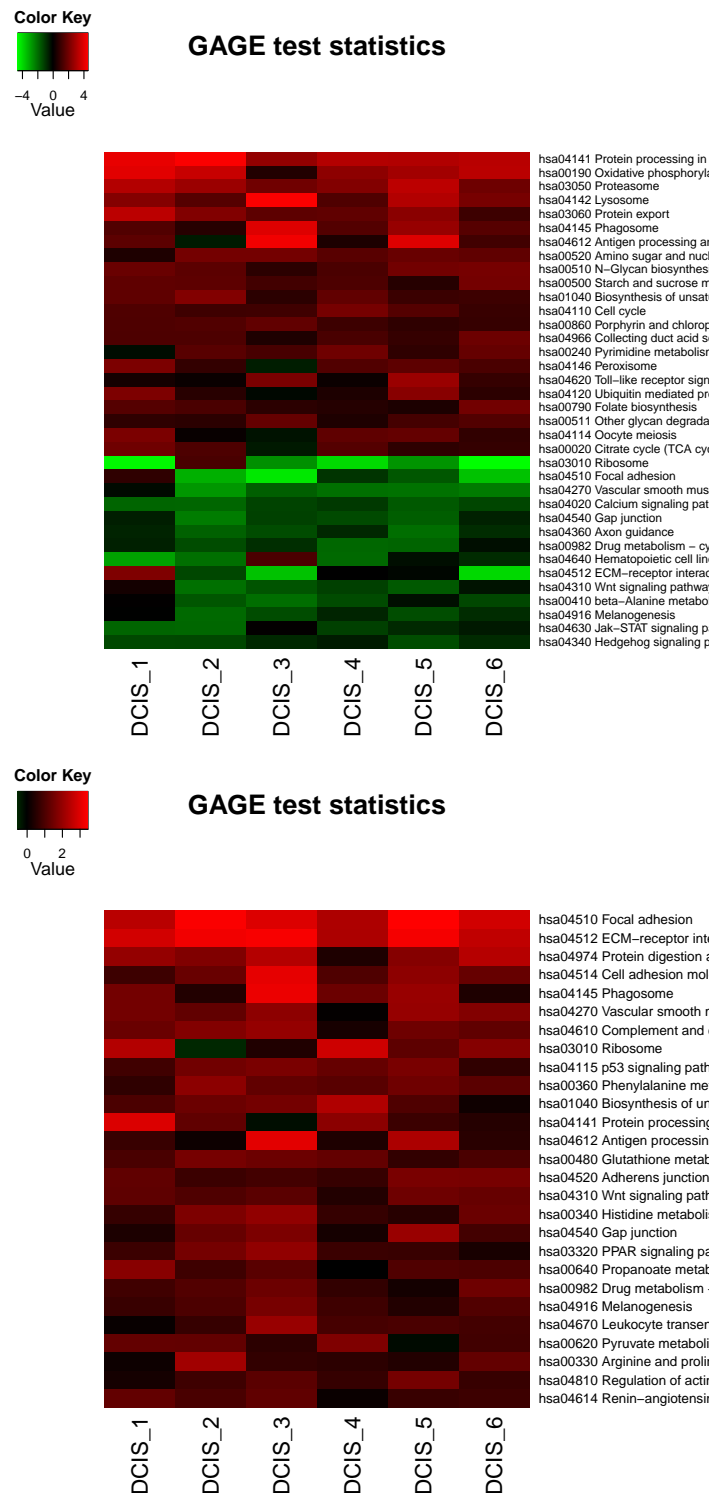 Color Key
GAGE test statistics
−4 0 4
Value
hsa04141 Protein processing in
hsa00190 Oxidative phosphoryla
hsa03050 Proteasome
hsa04142 Lysosome
hsa03060 Protein export
hsa04145 Phagosome
hsa04612 Antigen processing an
hsa00520 Amino sugar and nucl
hsa00510 N−Glycan biosynthesi
hsa00500 Starch and sucrose m
hsa01040 Biosynthesis of unsat
hsa04110 Cell cycle
hsa00860 Porphyrin and chlorop
hsa04966 Collecting duct acid s
hsa00240 Pyrimidine metabolism
hsa04146 Peroxisome
hsa04620 Toll−like receptor sign
hsa04120 Ubiquitin mediated pr
hsa00790 Folate biosynthesis
hsa00511 Other glycan degrada
hsa04114 Oocyte meiosis
hsa00020 Citrate cycle (TCA cyc
hsa03010 Ribosome
hsa04510 Focal adhesion
hsa04270 Vascular smooth mus
hsa04020 Calcium signaling pat
hsa04540 Gap junction
hsa04360 Axon guidance
hsa00982 Drug metabolism − cy
hsa04640 Hematopoietic cell line
hsa04512 ECM−receptor interac
hsa04310 Wnt signaling pathway
hsa00410 beta−Alanine metabol
hsa04916 Melanogenesis
hsa04630 Jak−STAT signaling pa
hsa04340 Hedgehog signaling p
DCIS_1 DCIS_2 DCIS_3 DCIS_4 DCIS_5 DCIS_6
Color Key
GAGE test statistics
0 2
Value
hsa04510 Focal adhesion
hsa04512 ECM−receptor inte
hsa04974 Protein digestion a
hsa04514 Cell adhesion mol
hsa04145 Phagosome
hsa04270 Vascular smooth m
hsa04610 Complement and c
hsa03010 Ribosome
hsa04115 p53 signaling path
hsa00360 Phenylalanine me
hsa01040 Biosynthesis of un
hsa04141 Protein processing
hsa04612 Antigen processin
hsa00480 Glutathione metab
hsa04520 Adherens junction
hsa04310 Wnt signaling path
hsa00340 Histidine metabolis
hsa04540 Gap junction
hsa03320 PPAR signaling pa
hsa00640 Propanoate metab
hsa00982 Drug metabolism −
hsa04916 Melanogenesis
hsa04670 Leukocyte transen
hsa00620 Pyruvate metaboli
hsa00330 Arginine and proli
hsa04810 Regulation of actin
hsa04614 Renin−angiotensin
DCIS_1 DCIS_2 DCIS_3 DCIS_4 DCIS_5 DCIS_6